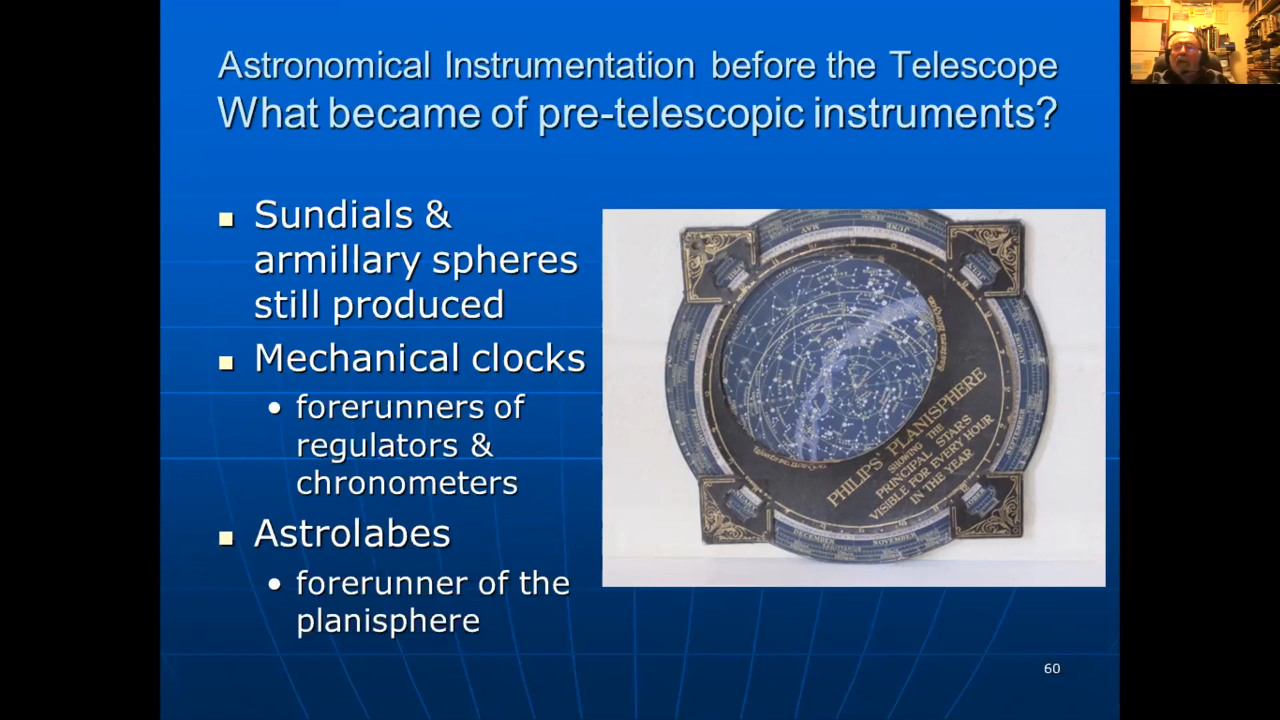 Astronomical Instrumentation before the Telescope
What became of pre-telescopic instruments?
Sundials &
armillary spheres
still produced
Mechanical clocks
forerunners of
regulators &
chronometers
Astrolabes
forerunner of the
planisphere
MAY
JUNE
PHILIPS' PLANISPHERE
SHOWING THE
PRINCIPAL STARS
VISIBLE FOR EVERY HOUR
IN THE YEAR
DECEMBER
NOVEMBER
60